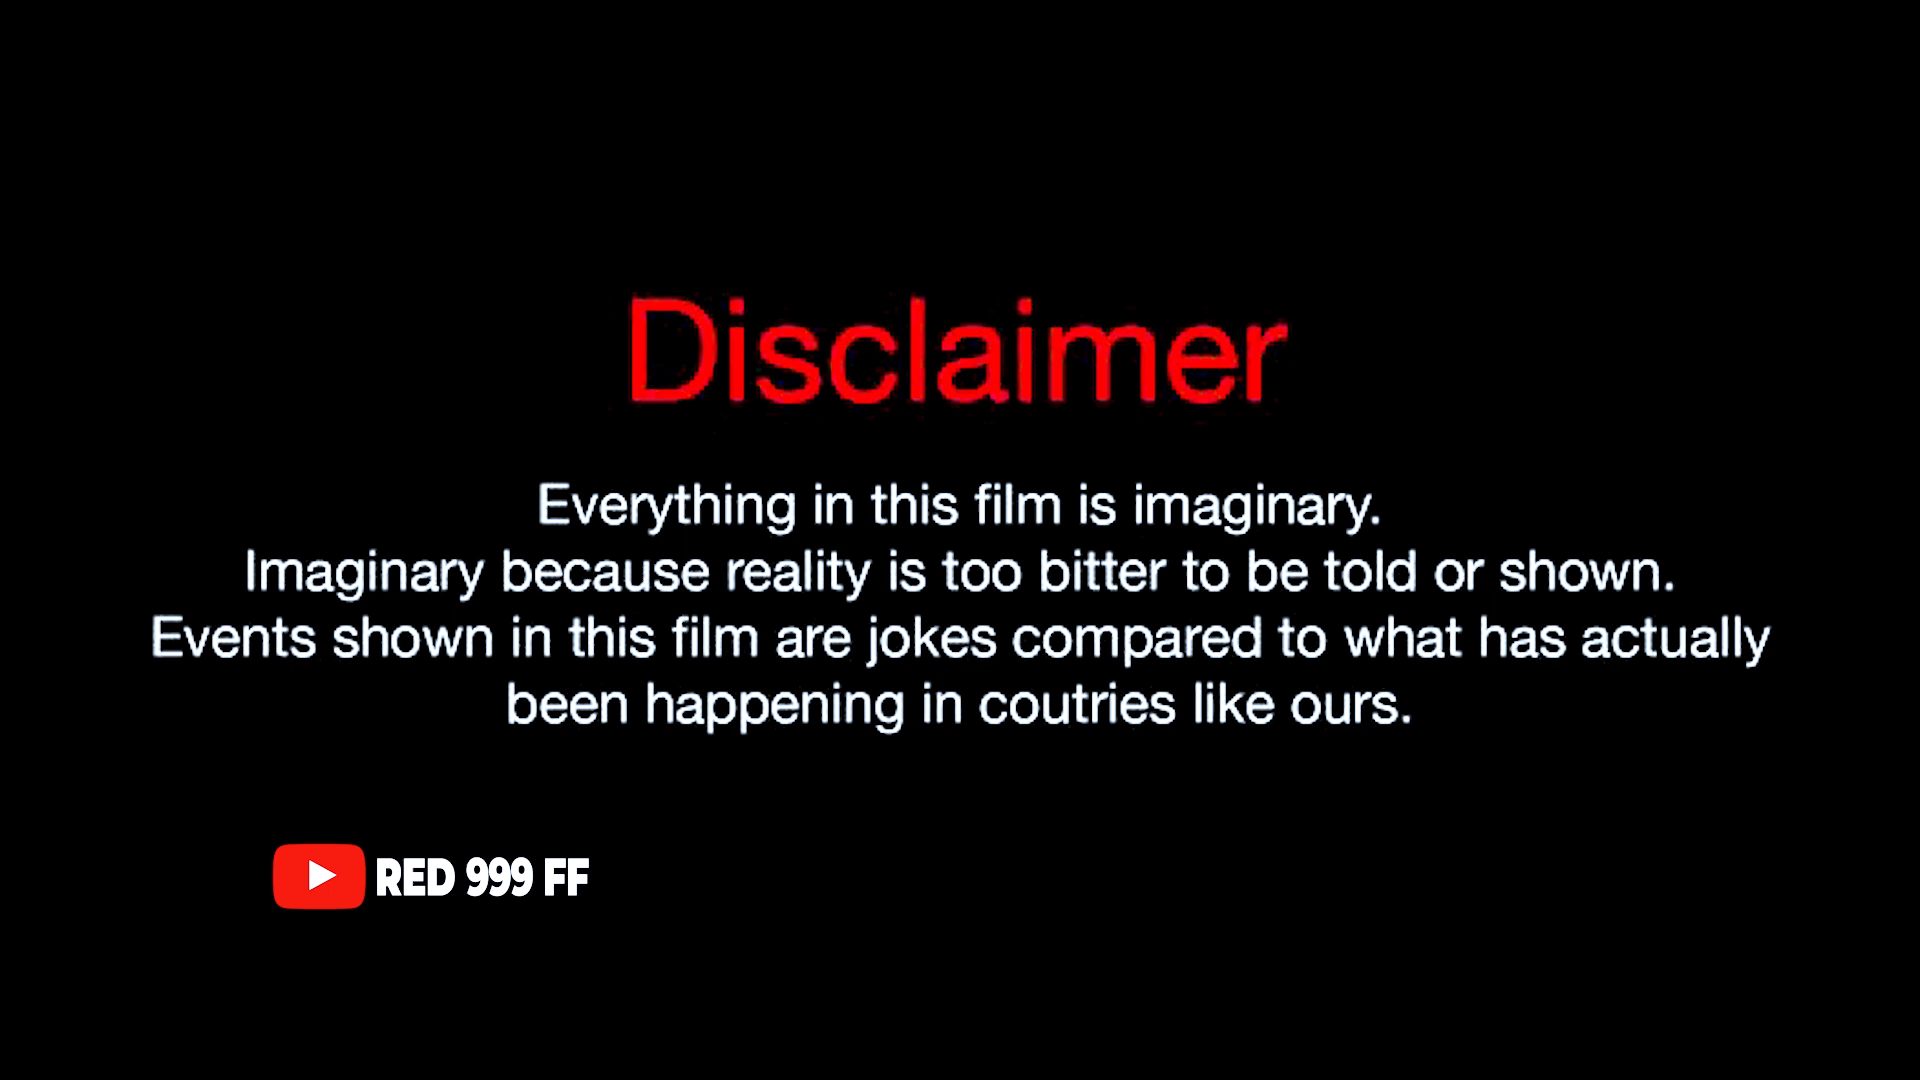 Disclaimer
Everything in this film is imaginary.
Imaginary because reality is too bitter to be told or shown.
Events shown in this film are jokes compared to what has actually
been happening in coutries like ours.
RED 999 FF